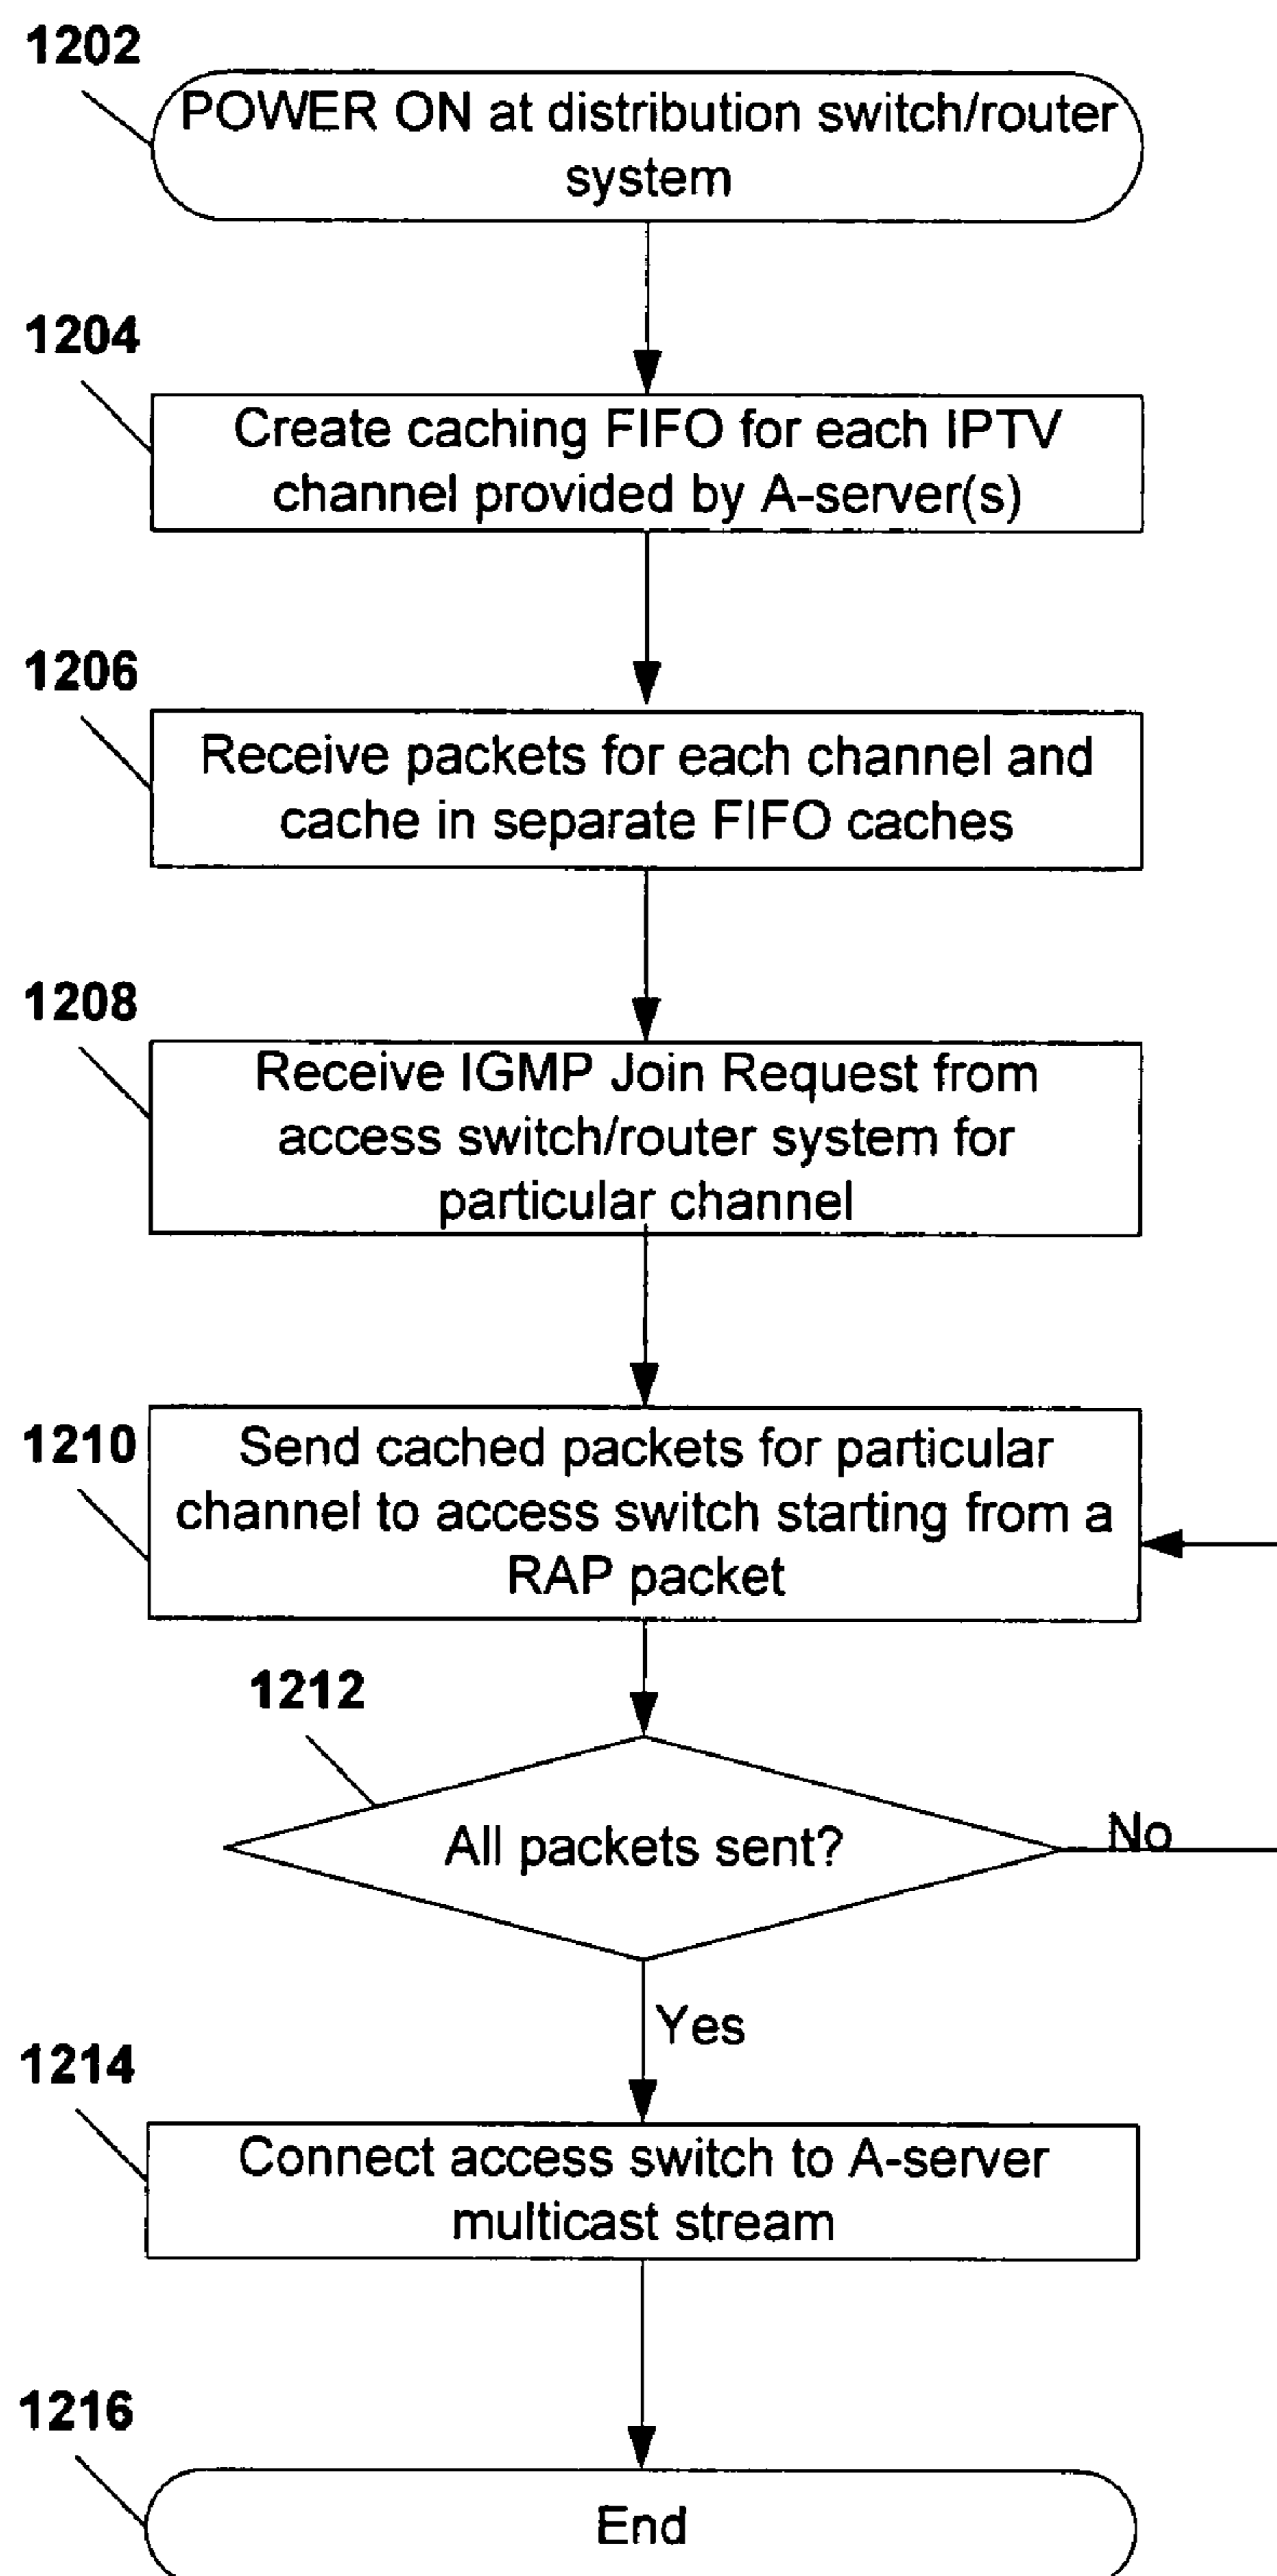 1202
POWER ON at distribution switch/router
system
1204
Create caching FIFO for each IPTV
channel provided by A-server(s)
1206
Receive packets for each channel and
cache in separate FIFO caches
1208
Receive IGMP Join Request from
access switch/router system for
particular channel
1210
Send cached packets for particular
channel to access switch starting from a
RAP packet
1212
All packets sent?
No
Yes
1214
Connect access switch to A-server
multicast stream
1216
End